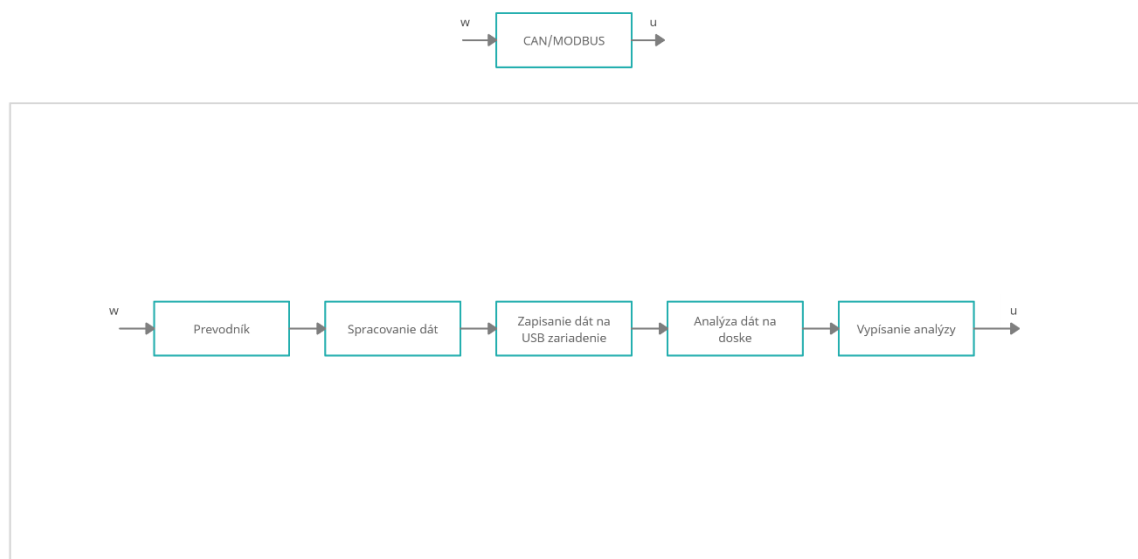 w
u
CAN/MODBUS
w
Prevodník
Spracovanie dát
Zapisanie dát na
USB zariadenie
Analýza dát na
doske
Vypísanie analýzy
u